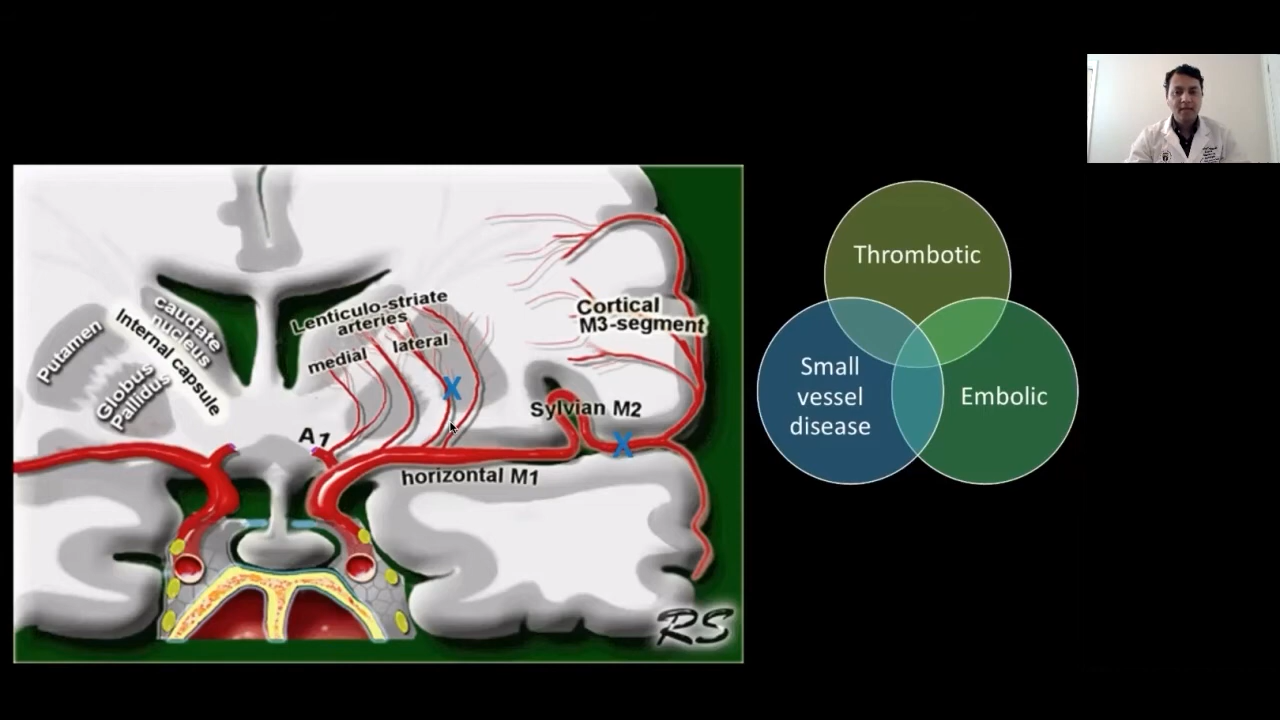 Putamen
Globus
Pallidus
caudate
nucleus
Internal capsule
Lenticulo-striate
arteries
medial
lateral
A1
horizontal M1
Sylvian M2
Cortical
M3-segment
X
X
RS
Thrombotic
Small
vessel
disease
Embolic